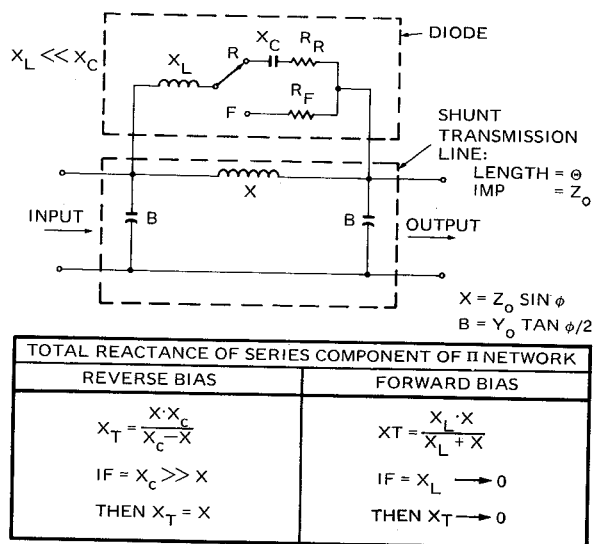 DIODE
X_L << X_C
X_L
R
X_C
R_R
F
R_F
SHUNT
TRANSMISSION
LINE:
LENGTH = Θ
IMP = Z_o
X
INPUT
B
B
OUTPUT
X = Z_o SIN ϕ
B = Y_o TAN ϕ/2
TOTAL REACTANCE OF SERIES COMPONENT OF Π NETWORK
REVERSE BIAS
X_T = X·X_c / X_c−X
IF = X_c >> X
THEN X_T = X
FORWARD BIAS
XT = X_L·X / X_L + X
IF = X_L → 0
THEN X_T → 0